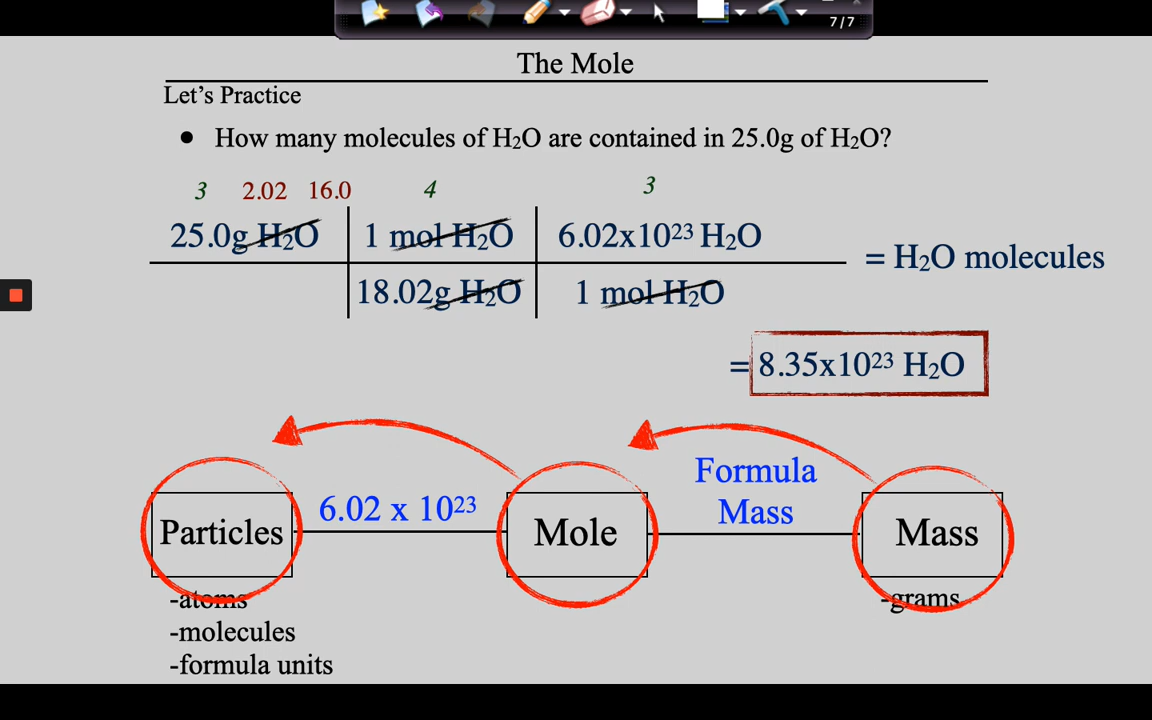 7/7
The Mole
Let's Practice
● How many molecules of H₂O are contained in 25.0g of H₂O?
3 2.02 16.0 4 3
25.0g H₂O 1 mol H₂O 6.02x10²³ H₂O
= H₂O molecules
18.02g H₂O 1 mol H₂O
= 8.35x10²³ H₂O
Formula
6.02 x 10²³ Mass
Particles Mole Mass
-atoms -grams
-molecules
-formula units